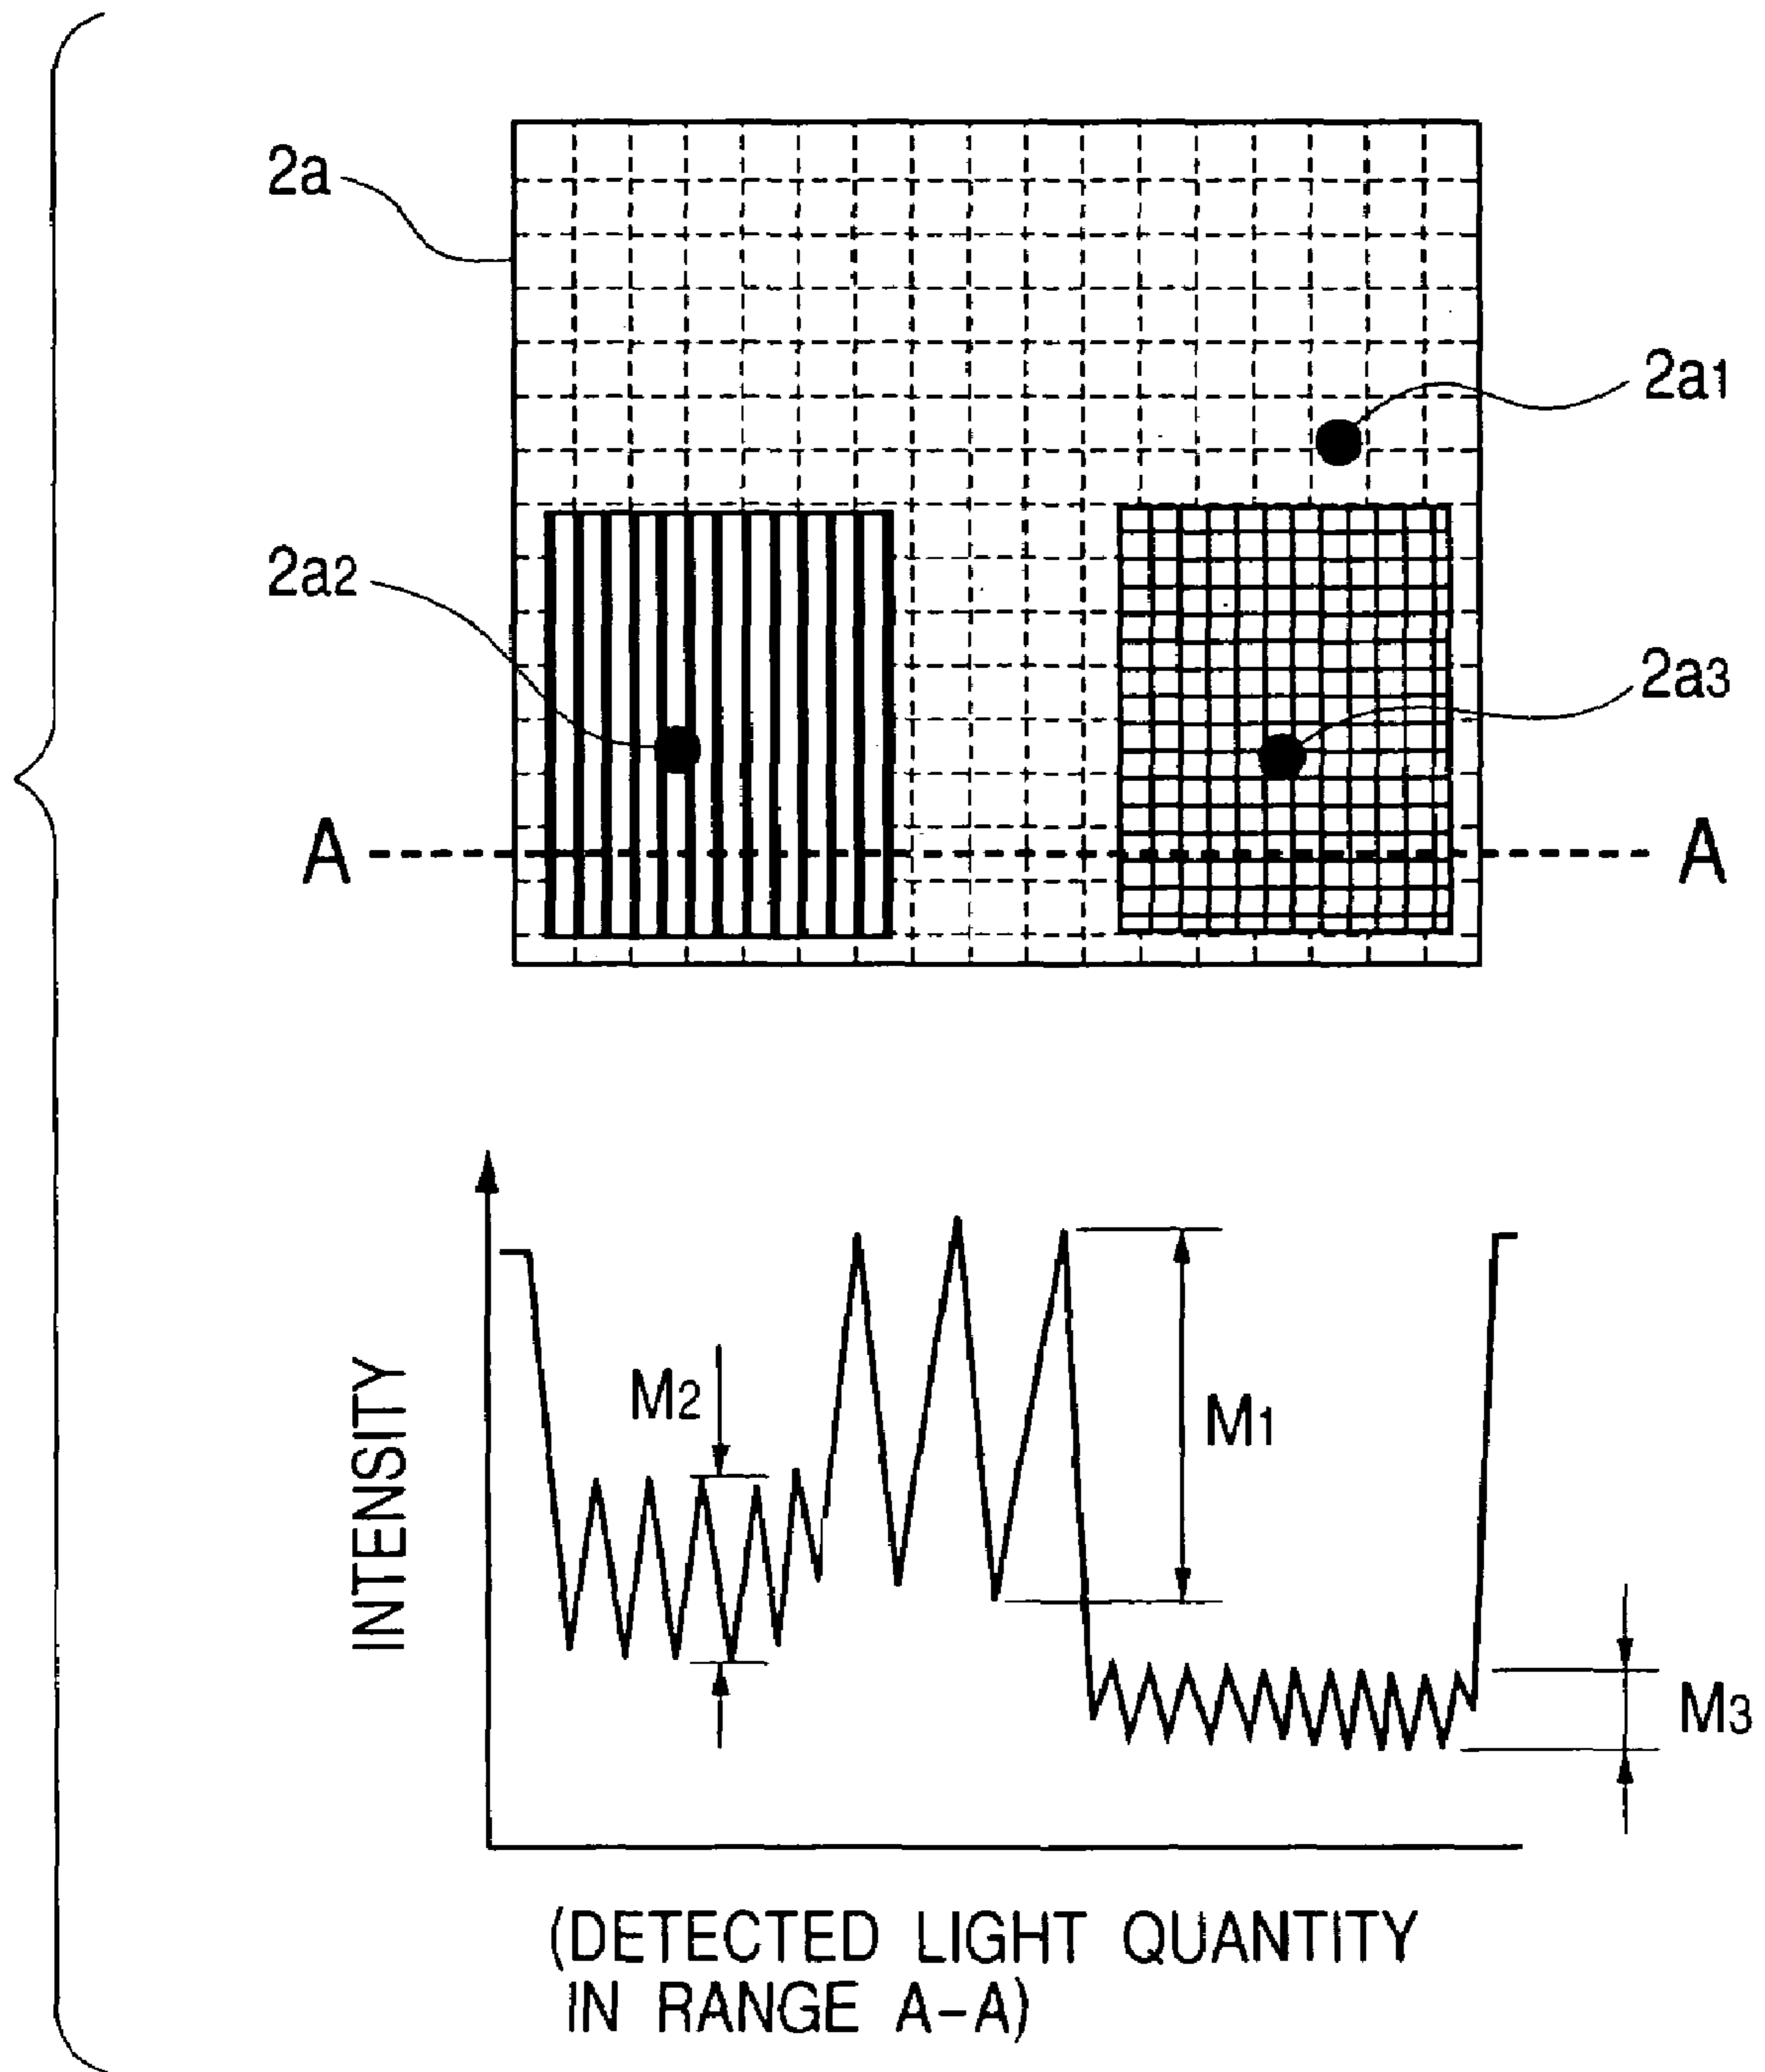 2a
2a1
2a2
2a3
A
A
INTENSITY
M2
M1
M3
(DETECTED LIGHT QUANTITY
IN RANGE A-A)